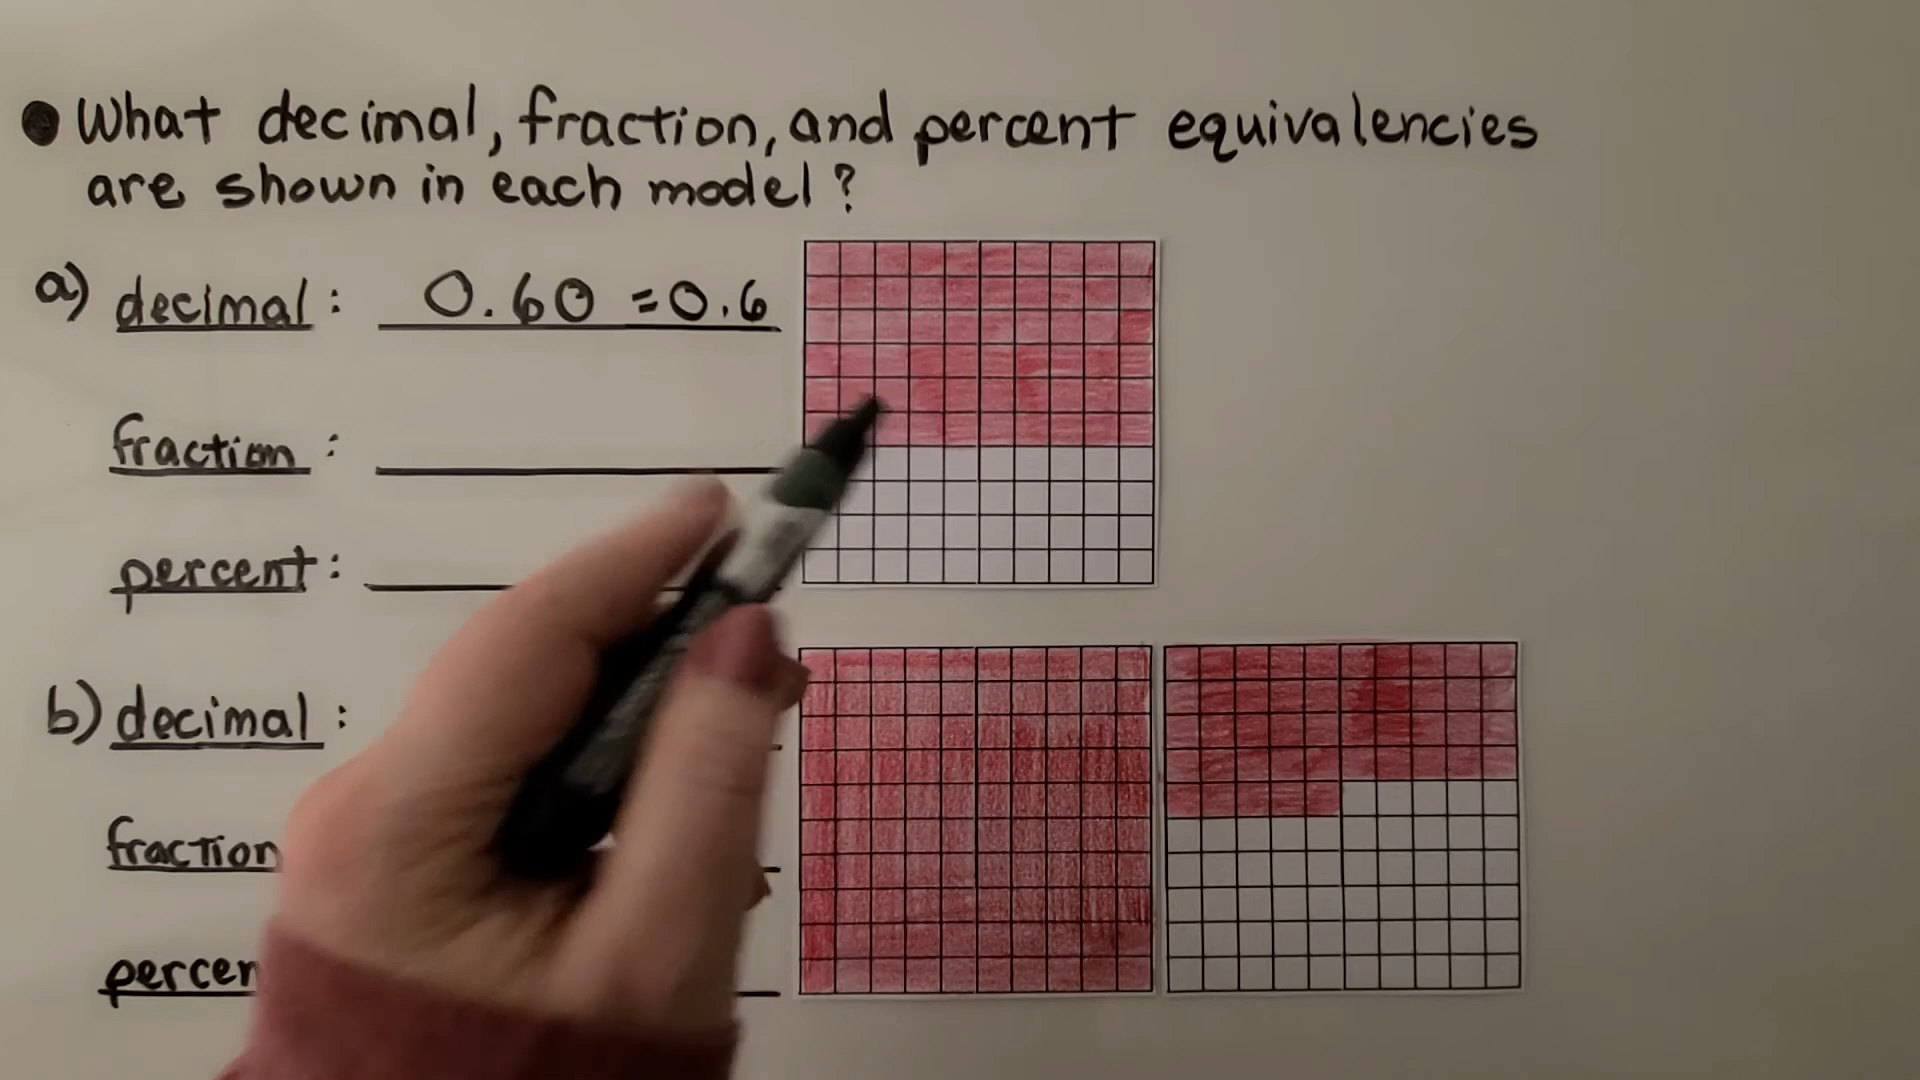 What decimal, fraction, and percent equivalencies
are shown in each model?
a) decimal: 0.60 = 0.6
fraction:
percent:
b) decimal:
fraction
percen